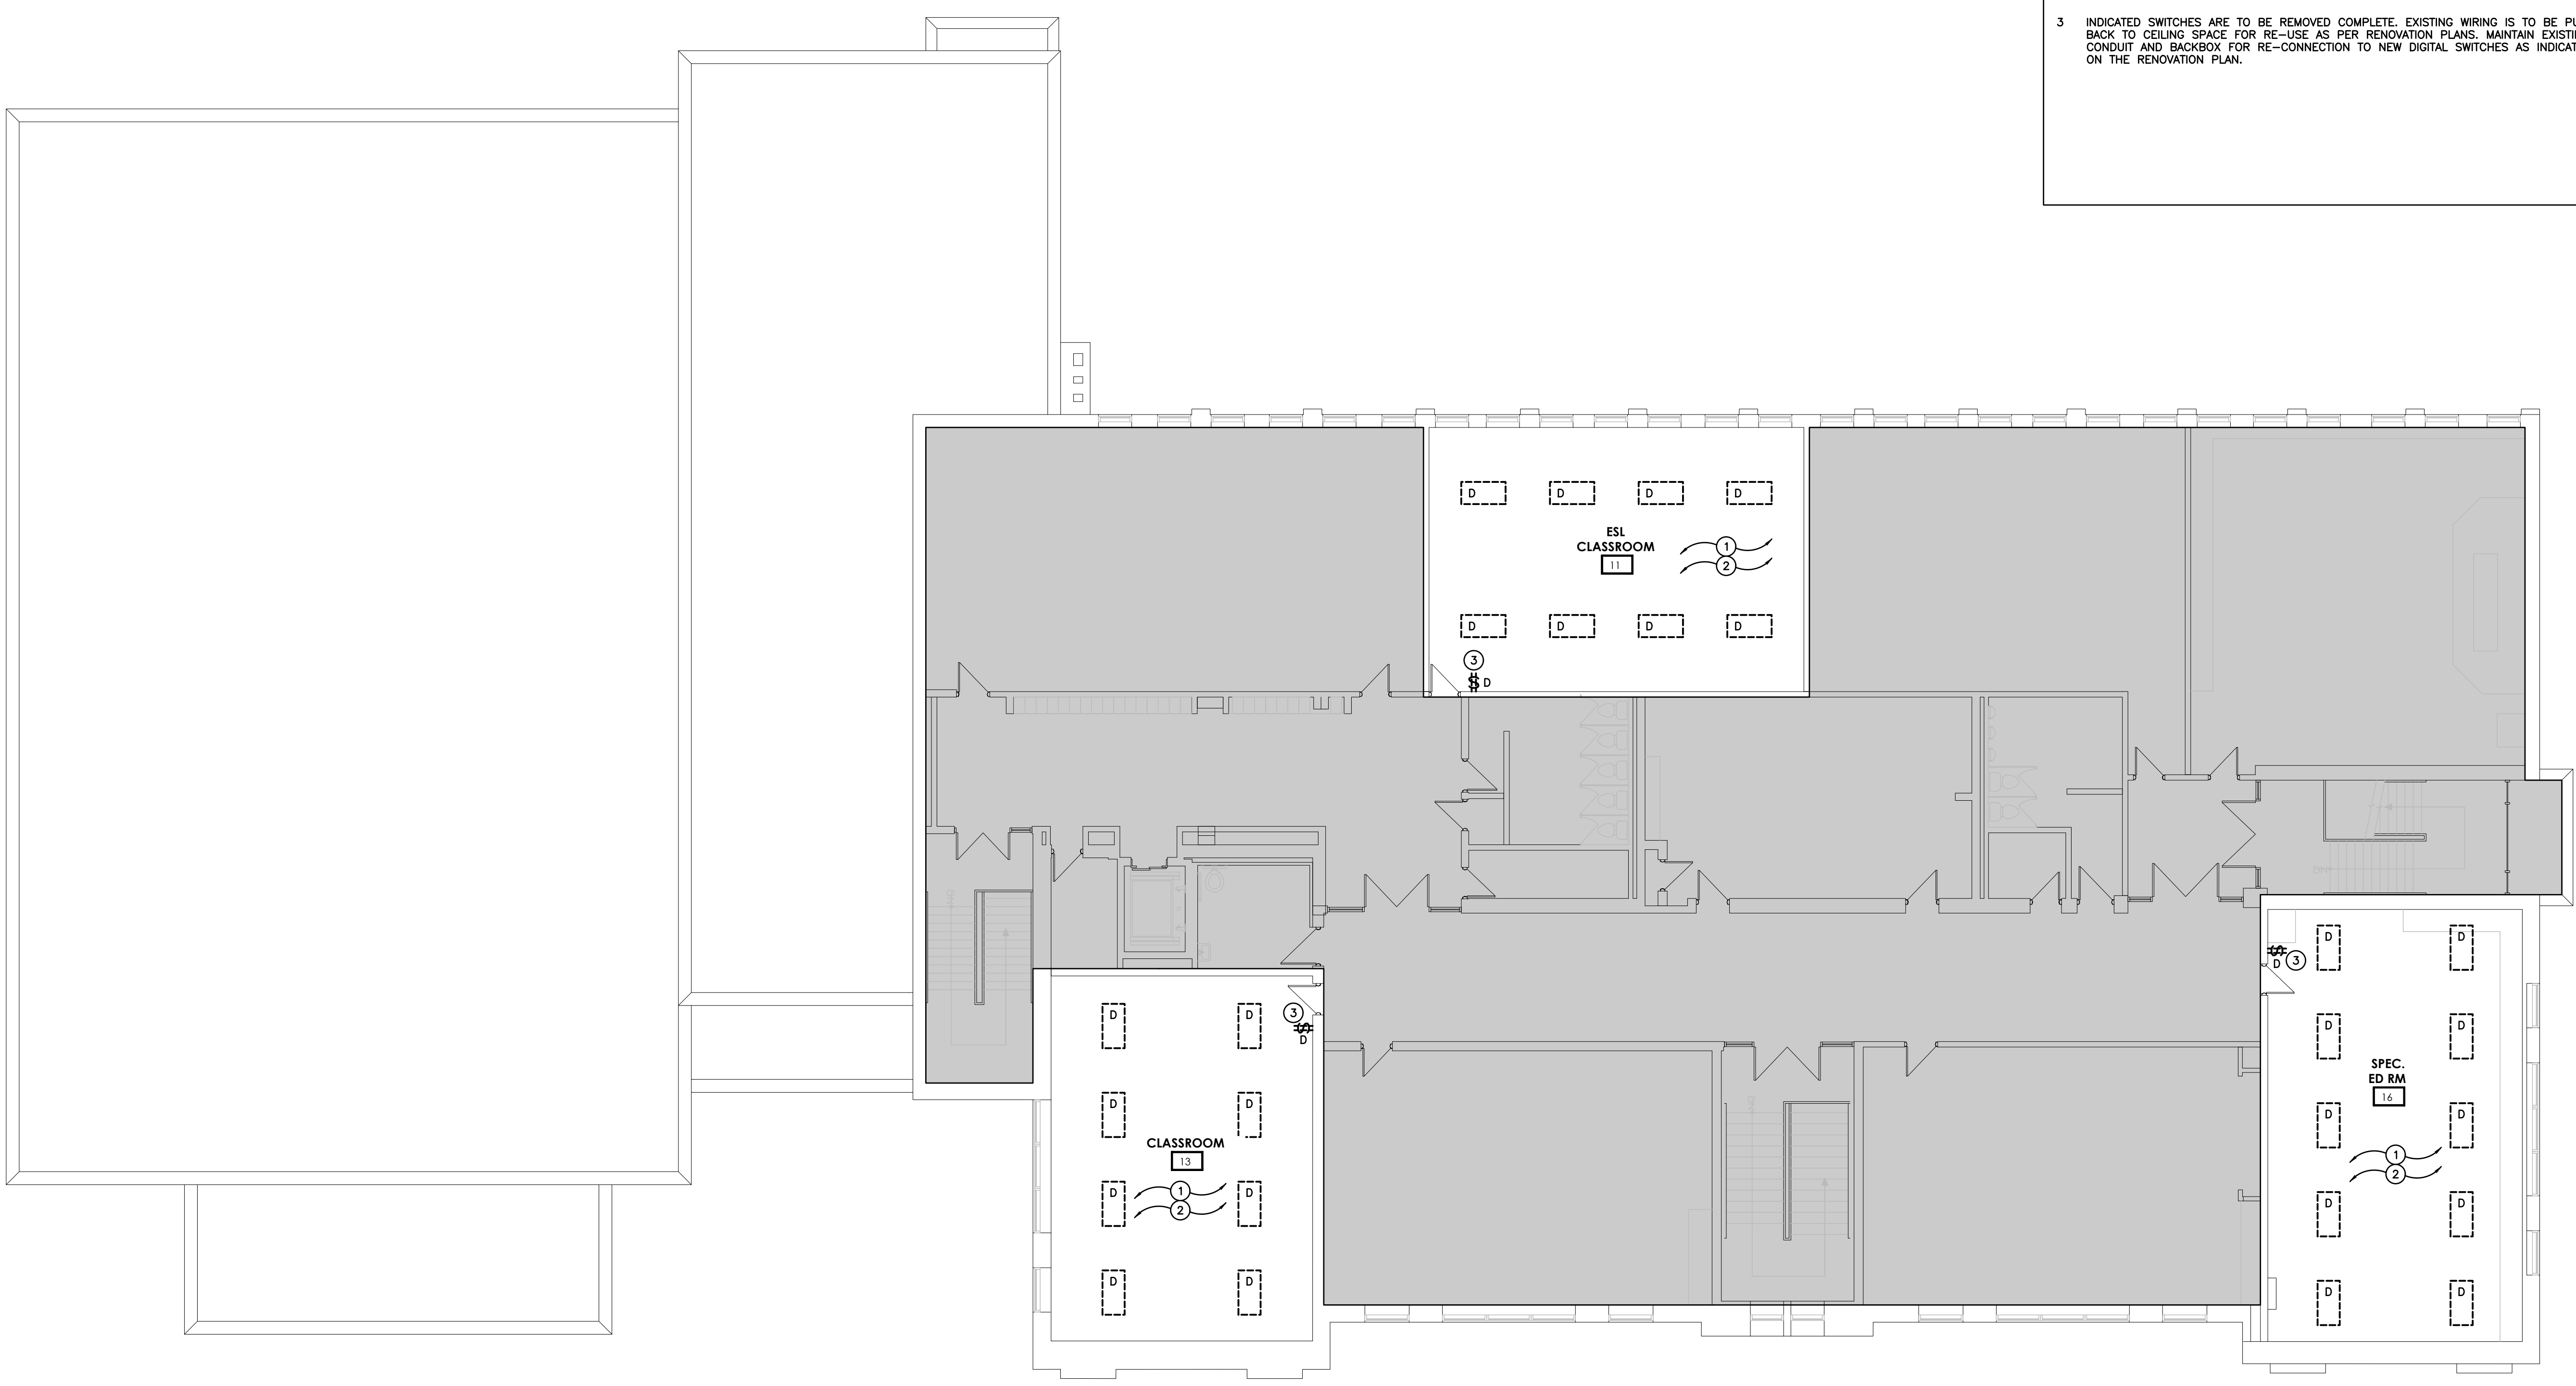 3 INDICATED SWITCHES ARE TO BE REMOVED COMPLETE. EXISTING WIRING IS TO BE
BACK TO CEILING SPACE FOR RE-USE AS PER RENOVATION PLANS. MAINTAIN
CONDUIT AND BACKBOX FOR RE-CONNECTION TO NEW DIGITAL SWITCHES AS
ON THE RENOVATION PLAN.
D D D D
ESL
CLASSROOM
11
1
2
D D D D
3
$ D
DN
D D
$
D 3
D D
3
$
D
D D
D D
SPEC.
ED RM
16
D D
DN
D D
CLASSROOM
13
1
2
D D
1
2
D D
D D
D D
DN